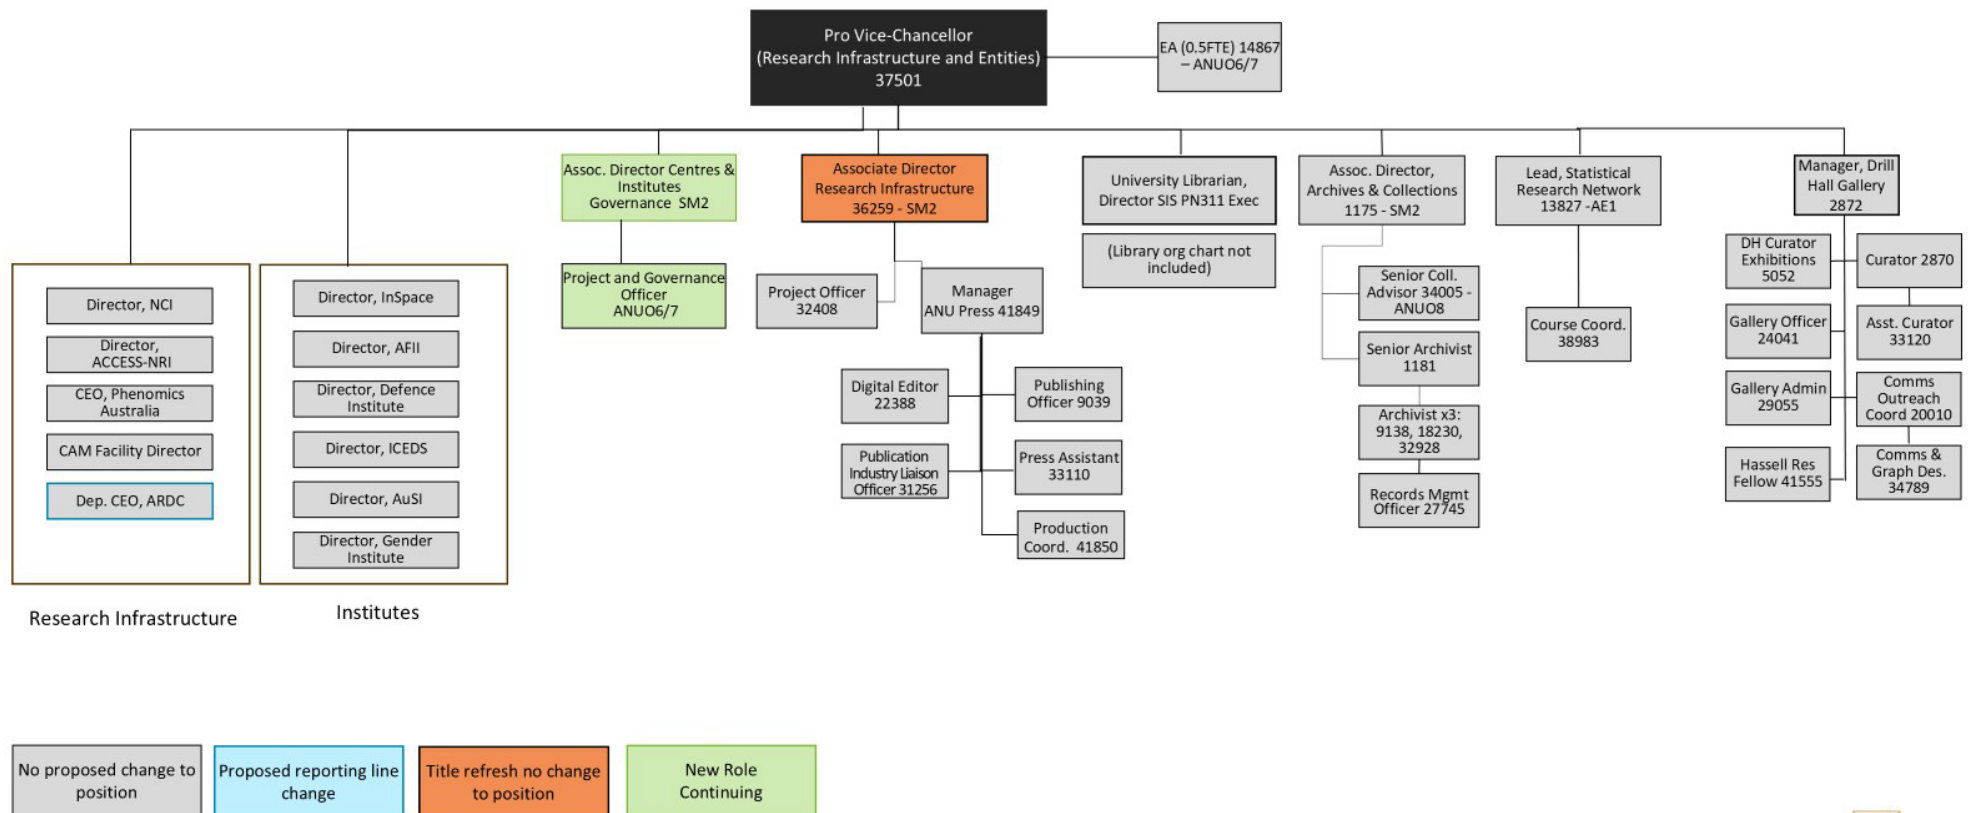 Pro Vice-Chancellor
(Research Infrastructure and Entities)
37501
EA (0.5FTE) 14867
– ANUO6/7
Assoc. Director Centres &
Institutes
Governance SM2
Associate Director
Research Infrastructure
36259 - SM2
University Librarian,
Director SIS PN311 Exec
Assoc. Director,
Archives & Collections
1175 - SM2
Lead, Statistical
Research Network
13827 -AE1
Manager, Drill
Hall Gallery
2872
Director, NCI
Director,
ACCESS-NRI
CEO, Phenomics
Australia
CAM Facility Director
Dep. CEO, ARDC
Research Infrastructure
Director, InSpace
Director, AFII
Director, Defence
Institute
Director, ICEDS
Director, AuSI
Director, Gender
Institute
Institutes
Project and Governance
Officer
ANUO6/7
Project Officer
32408
Manager
ANU Press 41849
Digital Editor
22388
Publishing
Officer 9039
Publication
Industry Liaison
Officer 31256
Press Assistant
33110
Production
Coord. 41850
(Library org chart not
included)
Senior Coll.
Advisor 34005 -
ANUO8
Senior Archivist
1181
Archivist x3:
9138, 18230,
32928
Records Mgmt
Officer 27745
Course Coord.
38983
DH Curator
Exhibitions
5052
Curator 2870
Gallery Officer
24041
Asst. Curator
33120
Gallery Admin
29055
Comms
Outreach
Coord 20010
Hassell Res
Fellow 41555
Comms &
Graph Des.
34789
No proposed change to
position
Proposed reporting line
change
Title refresh no change
to position
New Role
Continuing